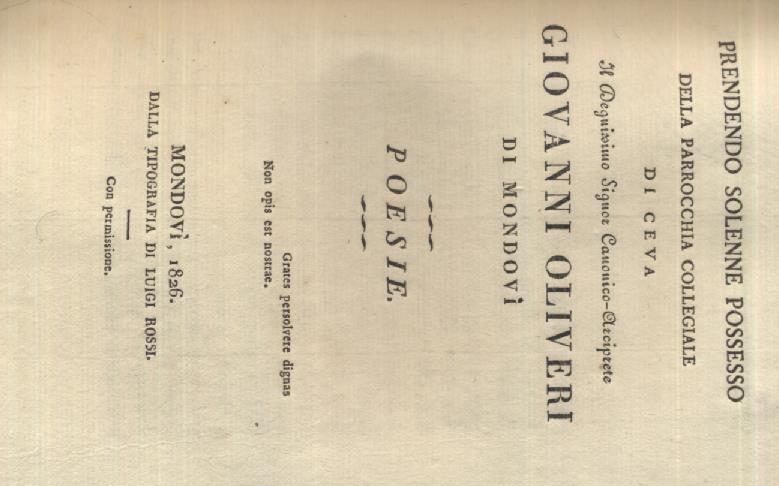 PRENDENDO SOLENNE POSSESSO
DELLA PARROCCHIA COLLEGIALE
DI CEVA
Il Degnissimo Signor Canonico-Arciprete
GIOVANNI OLIVERI
DI MONDOVÌ
POESIE.
Grates persolvere dignas
Non opis est nostrae.
MONDOVÌ, 1826.
DALLA TIPOGRAFIA DI LUIGI ROSSI.
Con permissione.